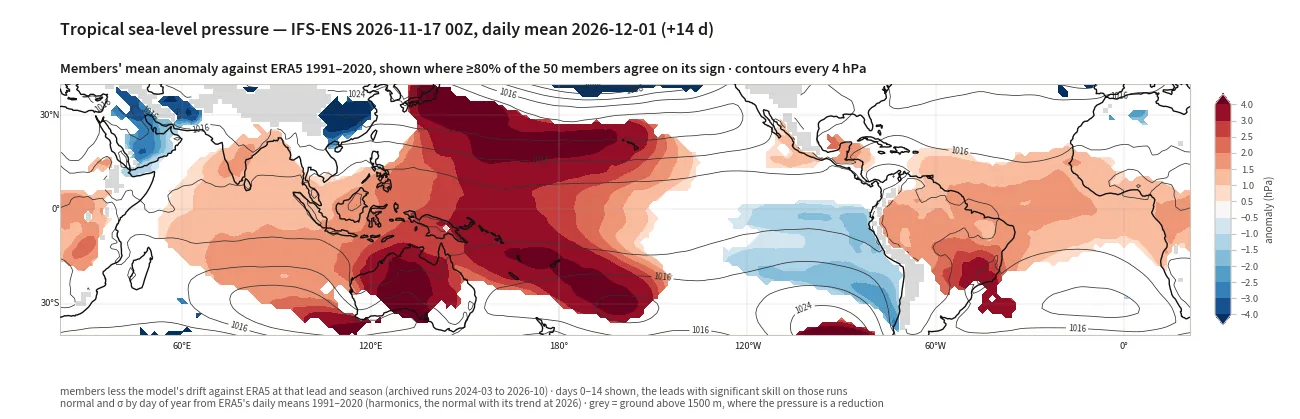 Tropical sea-level pressure — IFS-ENS 2026-11-17 00Z, daily mean 2026-12-01 (+14 d)
Members' mean anomaly against ERA5 1991–2020, shown where ≥80% of the 50 members agree on its sign · contours every 4 hPa
1024
1016
1016
1016
1016
30°N
1016
1016
0°
1016
30°S
1024
1016
1016
1016
60°E
120°E
180°
120°W
60°W
0°
4.0
3.0
2.5
2.0
1.5
1.0
0.5
−0.5
−1.0
−1.5
−2.0
−2.5
−3.0
−4.0
anomaly (hPa)
members less the model's drift against ERA5 at that lead and season (archived runs 2024-03 to 2026-10) · days 0–14 shown, the leads with significant skill on those runs
normal and σ by day of year from ERA5's daily means 1991–2020 (harmonics, the normal with its trend at 2026) · grey = ground above 1500 m, where the pressure is a reduction